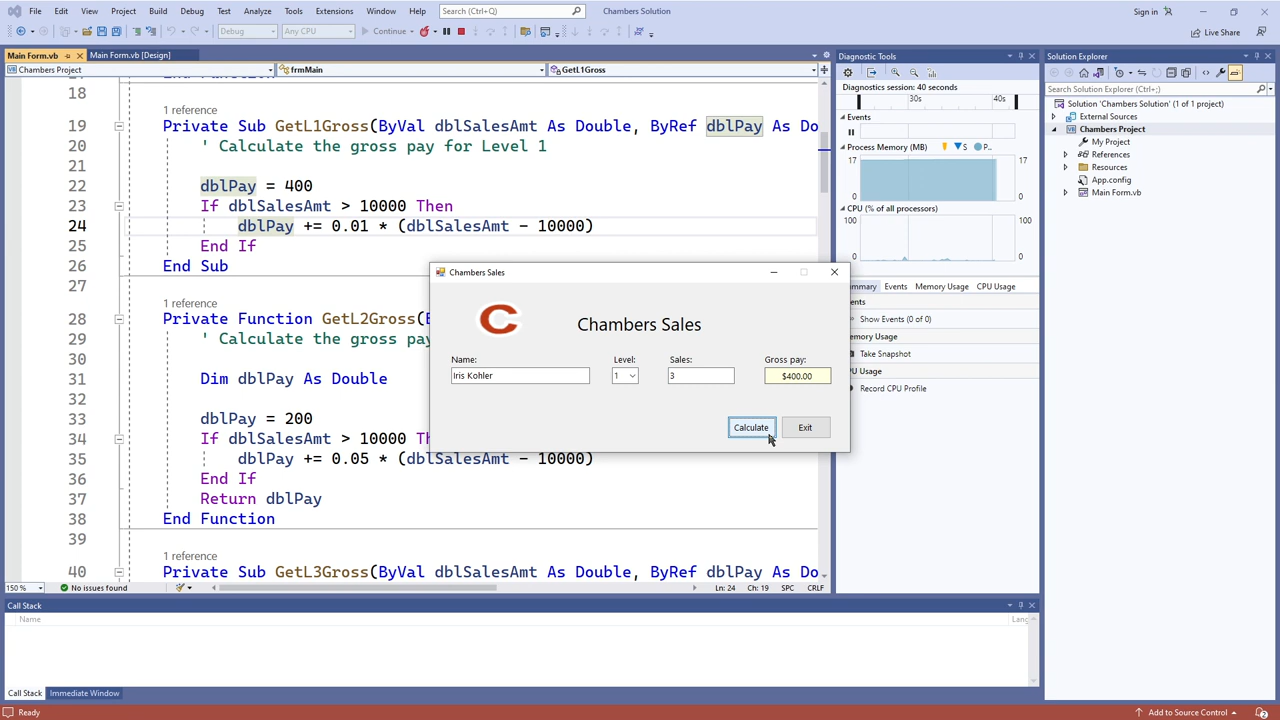 File Edit View Project Build Debug Test Analyze Tools Extensions Window Help Search (Ctrl+Q) Chambers Solution Sign in
Debug Any CPU Continue Live Share
Main Form.vb Main Form.vb [Design]
Chambers Project frmMain GetL1Gross
18
1 reference
19 Private Sub GetL1Gross(ByVal dblSalesAmt As Double, ByRef dblPay As Do
20 ' Calculate the gross pay for Level 1
21
22 dblPay = 400
23 If dblSalesAmt > 10000 Then
24 dblPay += 0.01 * (dblSalesAmt - 10000)
25 End If
26 End Sub
27
1 reference
28 Private Function GetL2Gross(
29 ' Calculate the gross pay
30
31 Dim dblPay As Double
32
33 dblPay = 200
34 If dblSalesAmt > 10000
35 dblPay += 0.05 * (dblSalesAmt - 10000)
36 End If
37 Return dblPay
38 End Function
39
1 reference
40 Private Sub GetL3Gross(ByVal dblSalesAmt As Double, ByRef dblPay As Do
150 % No issues found Ln: 24 Ch: 19 SPC CRLF
Chambers Sales
C
Chambers Sales
Name: Level: Sales: Gross pay:
Iris Kohler 1 3 $400.00
Calculate Exit
Diagnostic Tools
Diagnostics session: 40 seconds
30s 40s
Events
Process Memory (MB) S P...
17 17
0 0
CPU (% of all processors)
100 100
0 0
mmary Events Memory Usage CPU Usage
ents
Show Events (0 of 0)
emory Usage
Take Snapshot
PU Usage
Record CPU Profile
Solution Explorer
Search Solution Explorer (Ctrl+;)
Solution 'Chambers Solution' (1 of 1 project)
External Sources
Chambers Project
My Project
References
Resources
App.config
Main Form.vb
Call Stack
Name Lang
Call Stack Immediate Window
Ready Add to Source Control 2